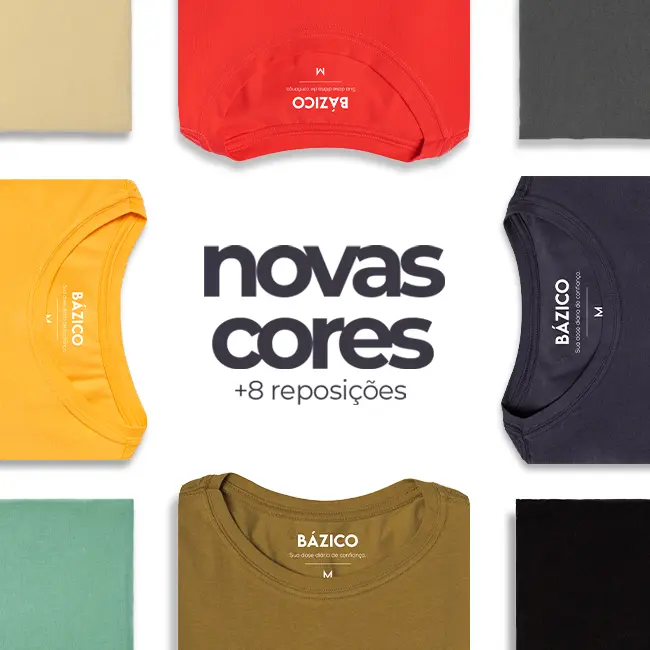 BÁZICO
Sua dose diária de confiança.
M
BÁZICO
Sua dose diária de confiança.
M
novas
cores
+8 reposições
BÁZICO
Sua dose diária de confiança.
M
BÁZICO
Sua dose diária de confiança.
M